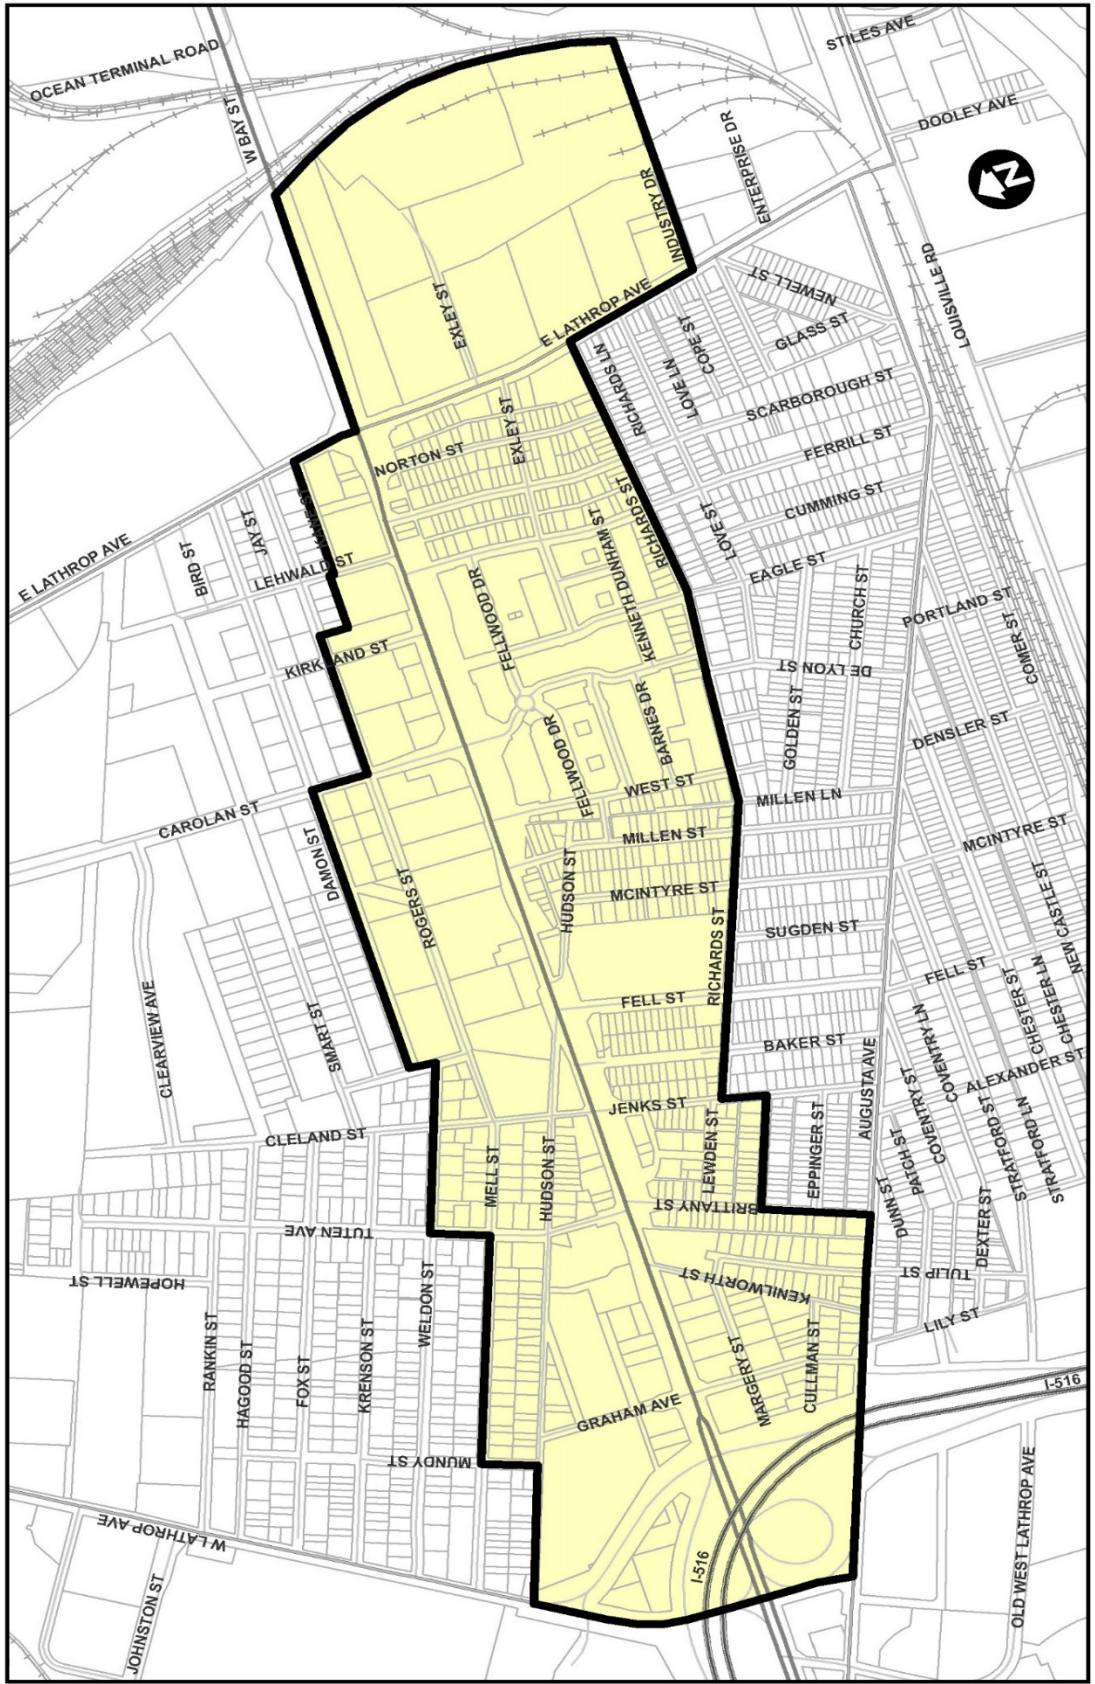 STILES AVE
OCEAN TERMINAL ROAD
W BAY ST
DOOLEY AVE
ENTERPRISE DR
N
INDUSTRY DR
LOUISVILLE RD
NEWELL ST
EXLEY ST
E LATHROP AVE
COPE ST
GLASS ST
RICHARDS LN
LOVE LN
SCARBOROUGH ST
EXLEY ST
NORTON ST
FERRILL ST
CUMMING ST
JAY ST
LOVE ST
RICHARDS ST
KENNETH DUNHAM ST
E LATHROP AVE
BIRD ST
LEHWALD ST
EAGLE ST
CHURCH ST
PORTLAND ST
FELLWOOD DR
KIRKLAND ST
COMER ST
DE LYON ST
GOLDEN ST
BARNES DR
DENSLER ST
FELLWOOD DR
WEST ST
MILLEN LN
CAROLAN ST
MILLEN ST
MCINTYRE ST
DAMON ST
HUDSON ST
MCINTYRE ST
ROGERS ST
NEW CASTLE ST
SUGDEN ST
RICHARDS ST
FELL ST
FELL ST
CLEARVIEW AVE
SMART ST
CHESTER ST
CHESTER LN
BAKER ST
COVENTRY LN
ALEXANDER ST
AUGUSTA AVE
JENKS ST
CLELAND ST
COVENTRY ST
PATCH ST
STRATFORD ST
STRATFORD LN
MELL ST
HUDSON ST
LEWDEN ST
EPPINGER ST
BRITTANY ST
DUNN ST
DEXTER ST
TUTEN AVE
HOPEWELL ST
TULIP ST
KENILWORTH ST
WELDON ST
LILY ST
RANKIN ST
HAGOOD ST
FOX ST
KRENSON ST
MARGERY ST
CULLMAN ST
I-516
GRAHAM AVE
MUNDY ST
W LATHROP AVE
OLD WEST LATHROP AVE
I-516
JOHNSTON ST